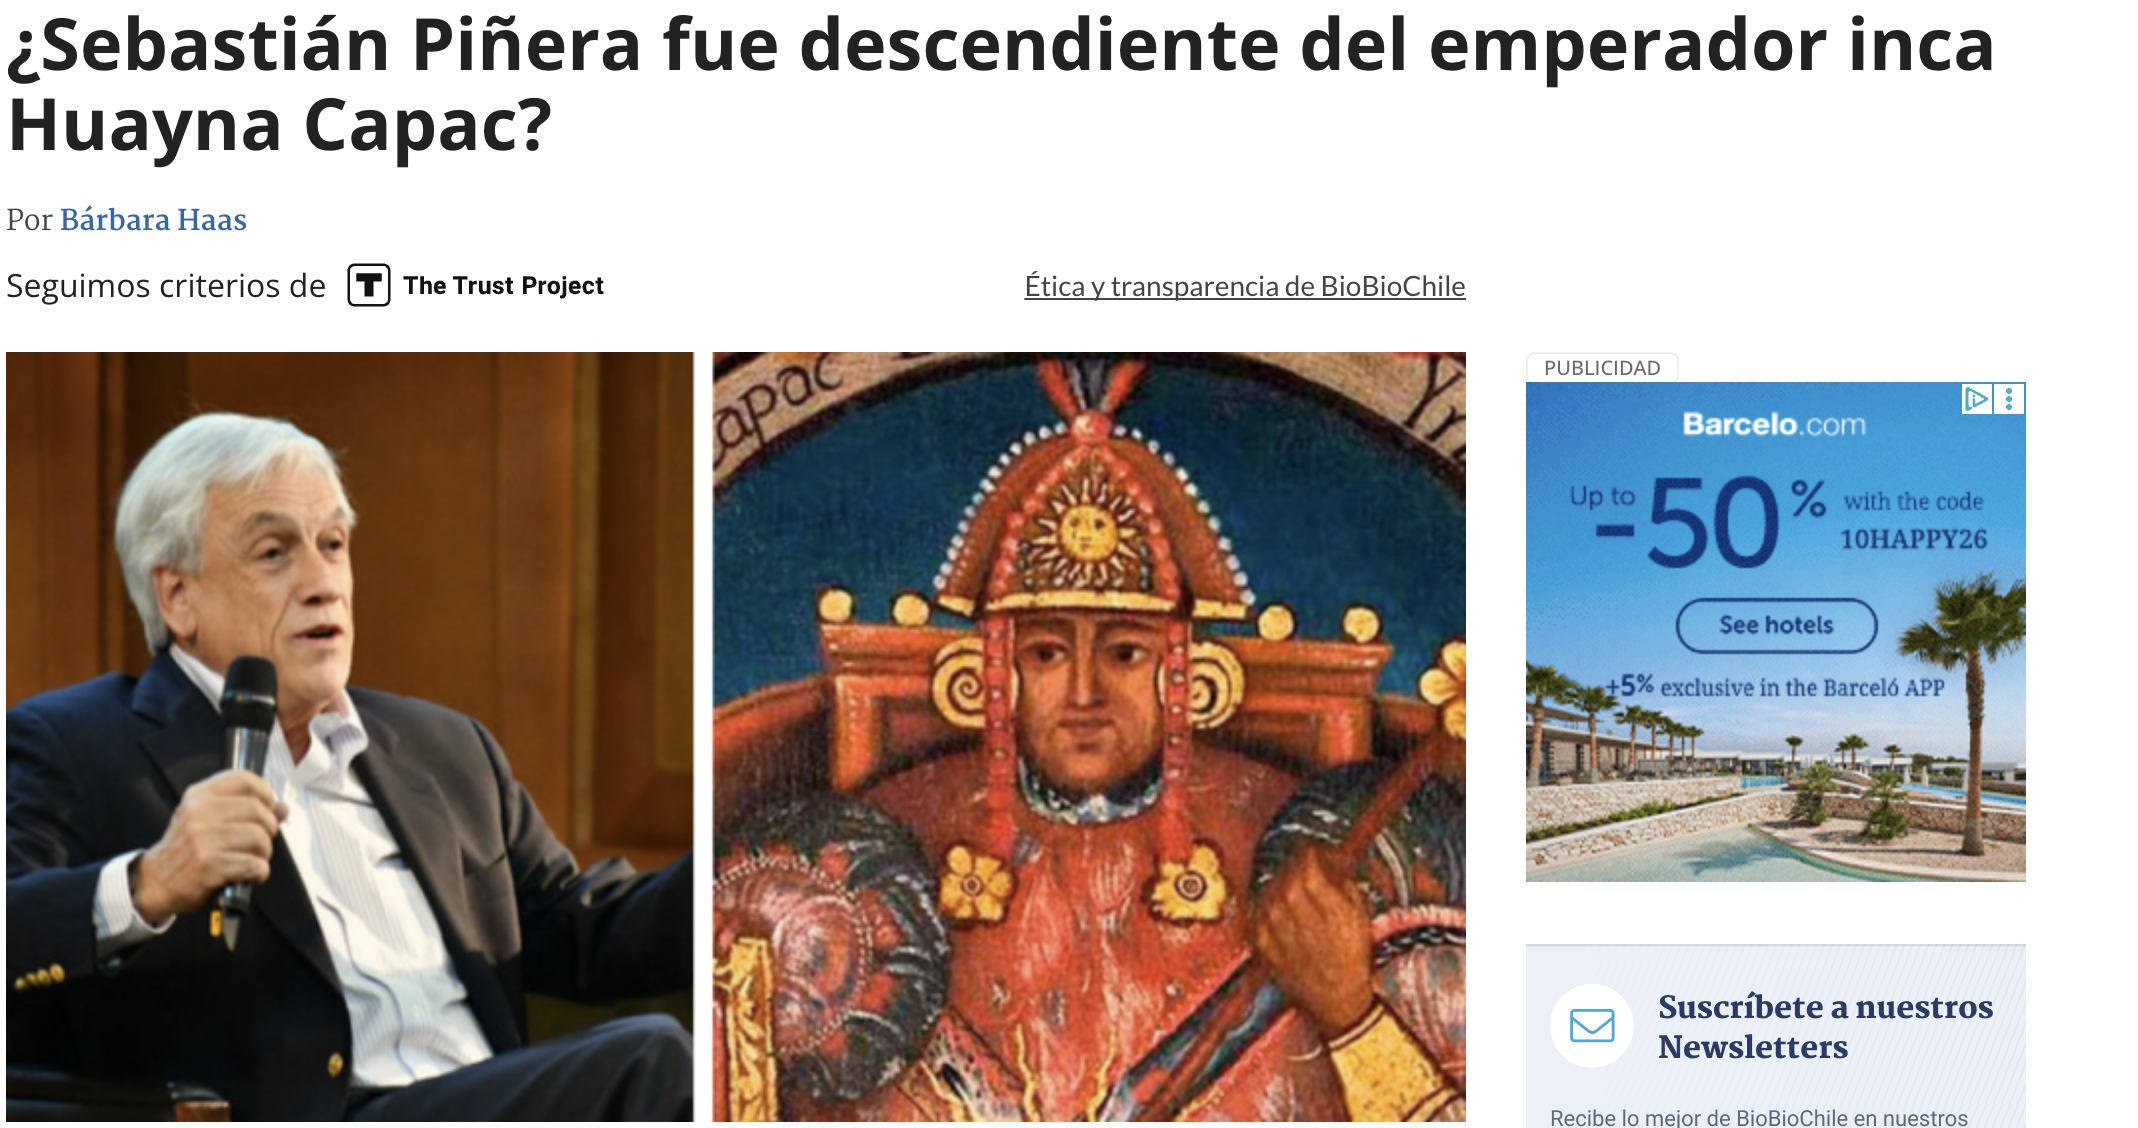 ¿Sebastián Piñera fue descendiente del emperador inca
Huayna Capac?
Por Bárbara Haas
Seguimos criterios de T The Trust Project
Ética y transparencia de BioBioChile
capac
PUBLICIDAD
Barcelo.com
Up to -50% with the code
10HAPPY26
See hotels
+5% exclusive in the Barceló APP
Suscríbete a nuestros
Newsletters
Recibe lo mejor de BioBioChile en nuestros